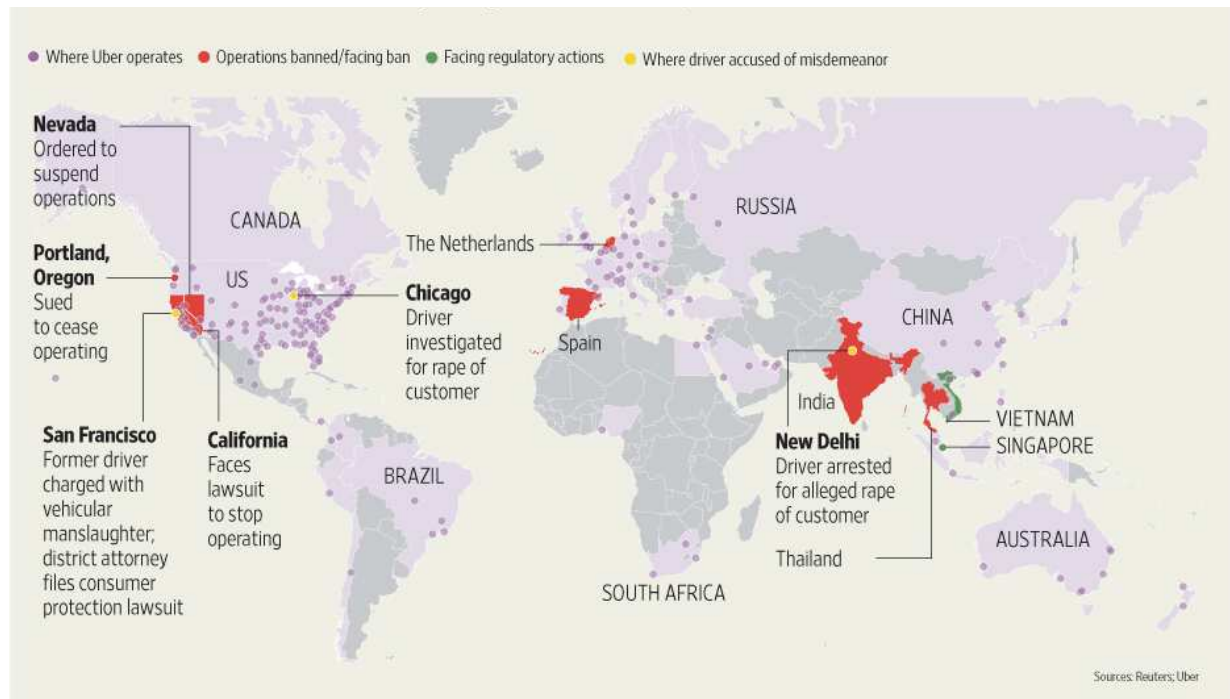 Where Uber operates
Operations banned/facing ban
Facing regulatory actions
Where driver accused of misdemeanor
Nevada
Ordered to
suspend
operations
CANADA
RUSSIA
The Netherlands
Portland,
Oregon
Sued
to cease
operating
US
Chicago
Driver
investigated
for rape of
customer
CHINA
Spain
India
VIETNAM
SINGAPORE
San Francisco
Former driver
charged with
vehicular
manslaughter;
district attorney
files consumer
protection lawsuit
California
Faces
lawsuit
to stop
operating
BRAZIL
New Delhi
Driver arrested
for alleged rape
of customer
Thailand
AUSTRALIA
SOUTH AFRICA
Sources: Reuters; Uber